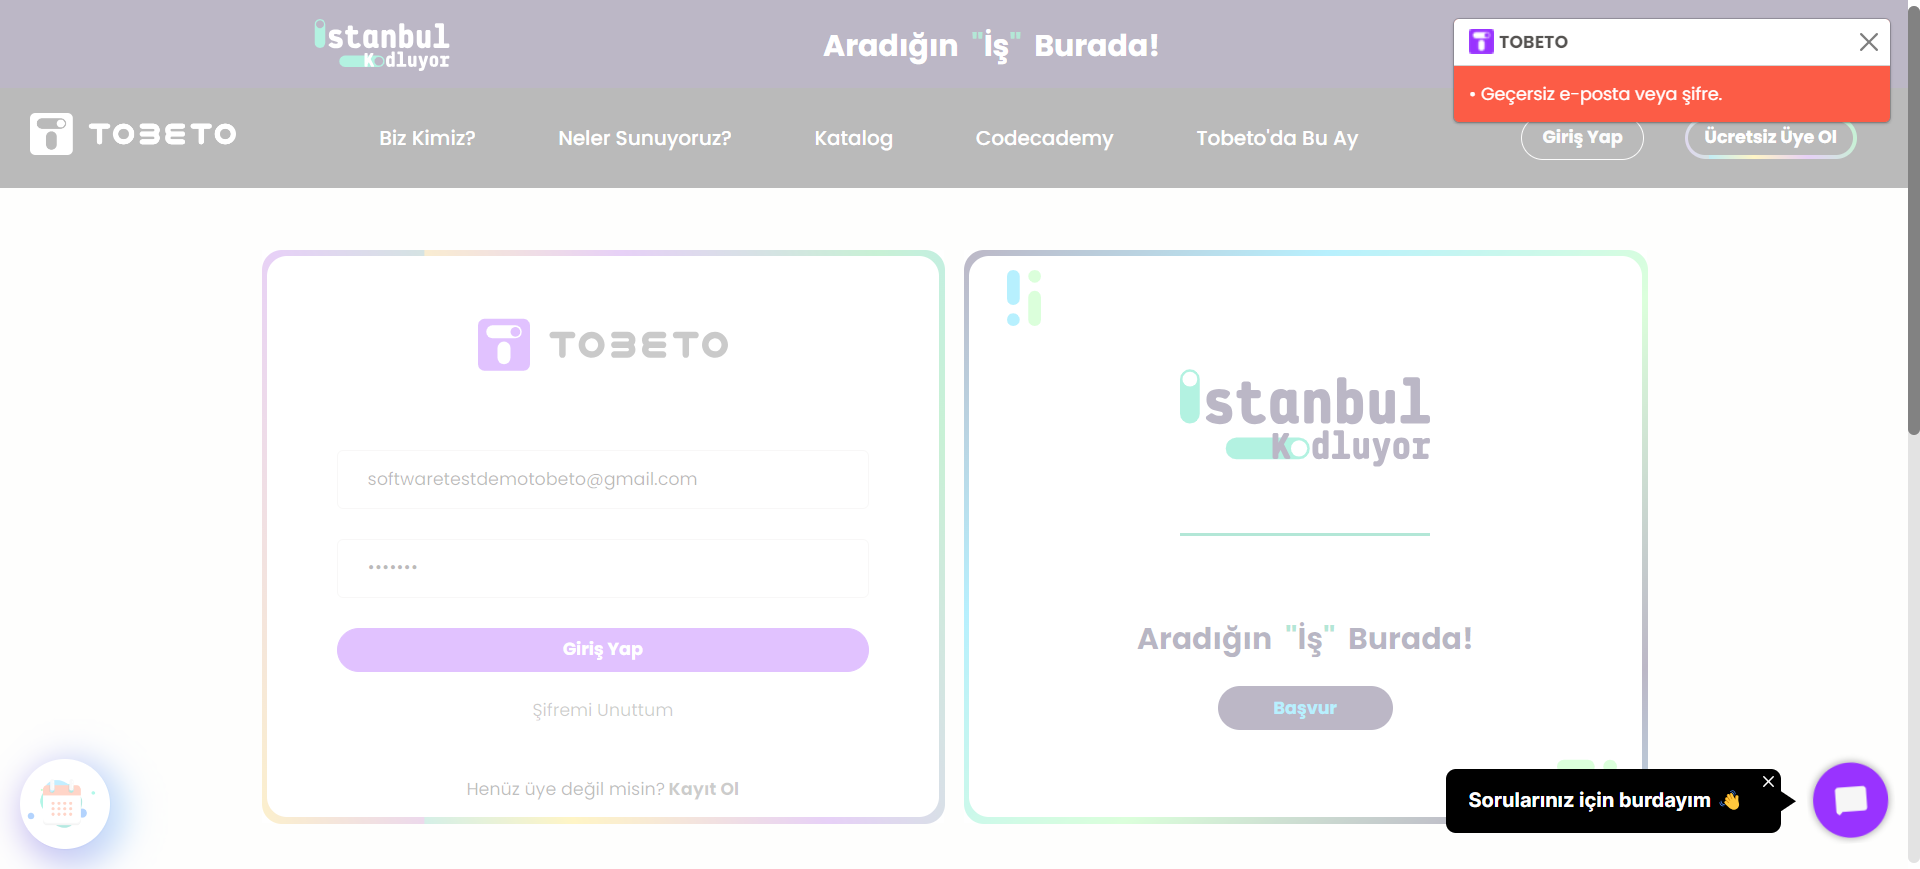 istanbul
Kodluyor
Aradığın "İş" Burada!
TOBETO
• Geçersiz e-posta veya şifre.
TOBETO
Biz Kimiz?
Neler Sunuyoruz?
Katalog
Codecademy
Tobeto'da Bu Ay
Giriş Yap
Ücretsiz Üye Ol
TOBETO
softwaretestdemotobeto@gmail.com
•••••••
Giriş Yap
Şifremi Unuttum
Henüz üye değil misin? Kayıt Ol
istanbul
Kodluyor
Aradığın "İş" Burada!
Başvur
Sorularınız için burdayım 👋